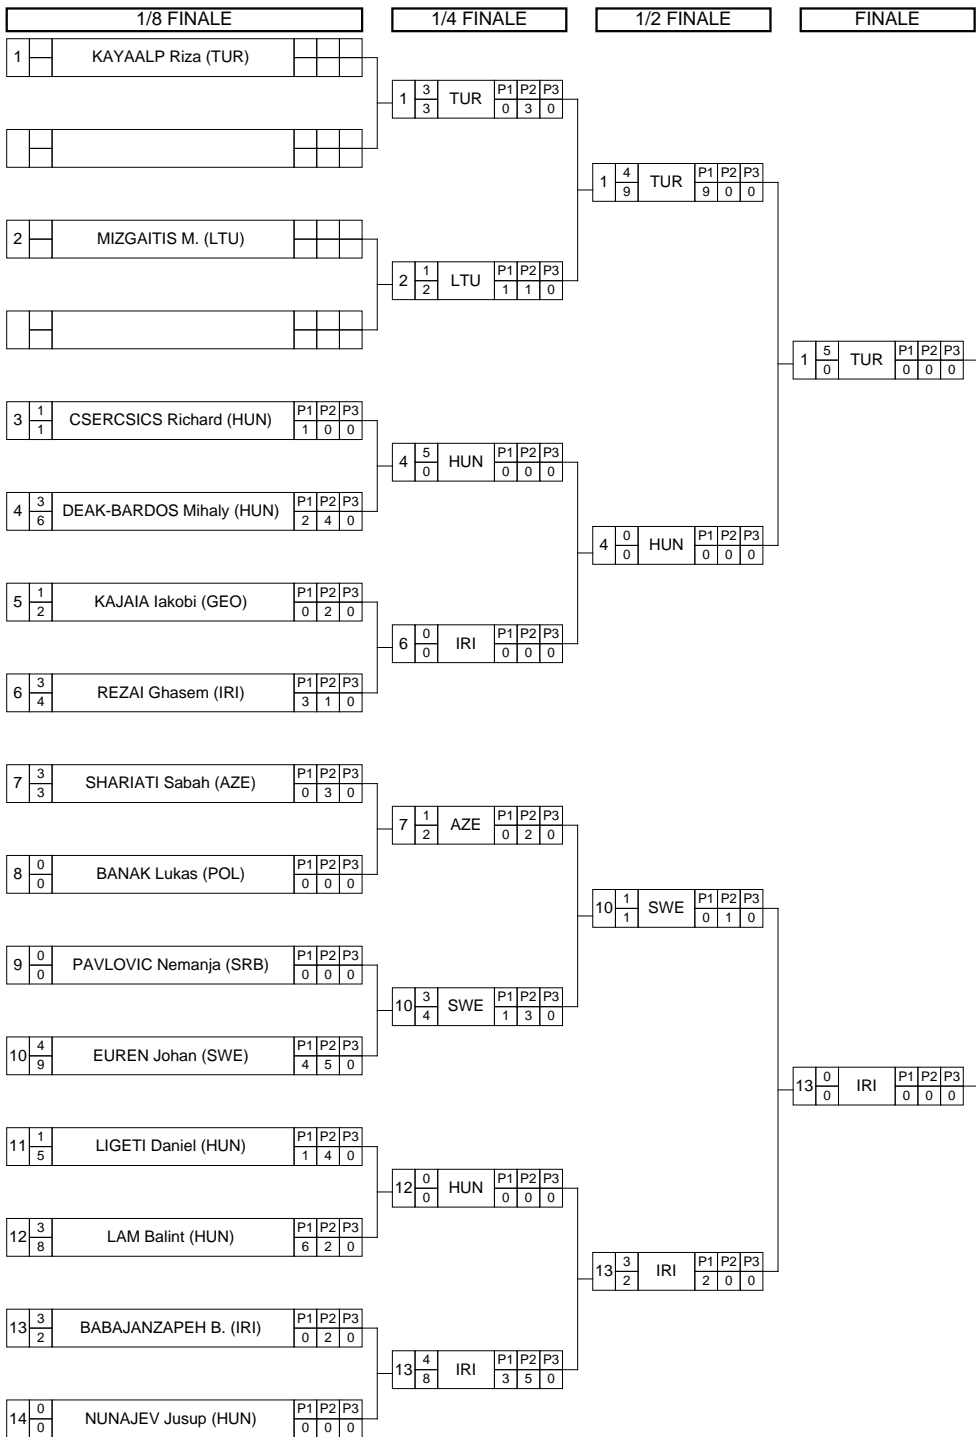 1/8 FINALE 1/4 FINALE 1/2 FINALE FINALE
1 KAYAALP Riza (TUR)
1 3 3 TUR P1 P2 P3 0 3 0
1 4 9 TUR P1 P2 P3 9 0 0
2 MIZGAITIS M. (LTU)
2 1 2 LTU P1 P2 P3 1 1 0
1 5 0 TUR P1 P2 P3 0 0 0
3 1 1 CSERCSICS Richard (HUN) P1 P2 P3 1 0 0
4 5 0 HUN P1 P2 P3 0 0 0
4 3 6 DEAK-BARDOS Mihaly (HUN) P1 P2 P3 2 4 0
4 0 0 HUN P1 P2 P3 0 0 0
5 1 2 KAJAIA Iakobi (GEO) P1 P2 P3 0 2 0
6 0 0 IRI P1 P2 P3 0 0 0
6 3 4 REZAI Ghasem (IRI) P1 P2 P3 3 1 0
7 3 3 SHARIATI Sabah (AZE) P1 P2 P3 0 3 0
7 1 2 AZE P1 P2 P3 0 2 0
8 0 0 BANAK Lukas (POL) P1 P2 P3 0 0 0
10 1 1 SWE P1 P2 P3 0 1 0
9 0 0 PAVLOVIC Nemanja (SRB) P1 P2 P3 0 0 0
10 3 4 SWE P1 P2 P3 1 3 0
10 4 9 EUREN Johan (SWE) P1 P2 P3 4 5 0
13 0 0 IRI P1 P2 P3 0 0 0
11 1 5 LIGETI Daniel (HUN) P1 P2 P3 1 4 0
12 0 0 HUN P1 P2 P3 0 0 0
12 3 8 LAM Balint (HUN) P1 P2 P3 6 2 0
13 3 2 IRI P1 P2 P3 2 0 0
13 3 2 BABAJANZAPEH B. (IRI) P1 P2 P3 0 2 0
13 4 8 IRI P1 P2 P3 3 5 0
14 0 0 NUNAJEV Jusup (HUN) P1 P2 P3 0 0 0